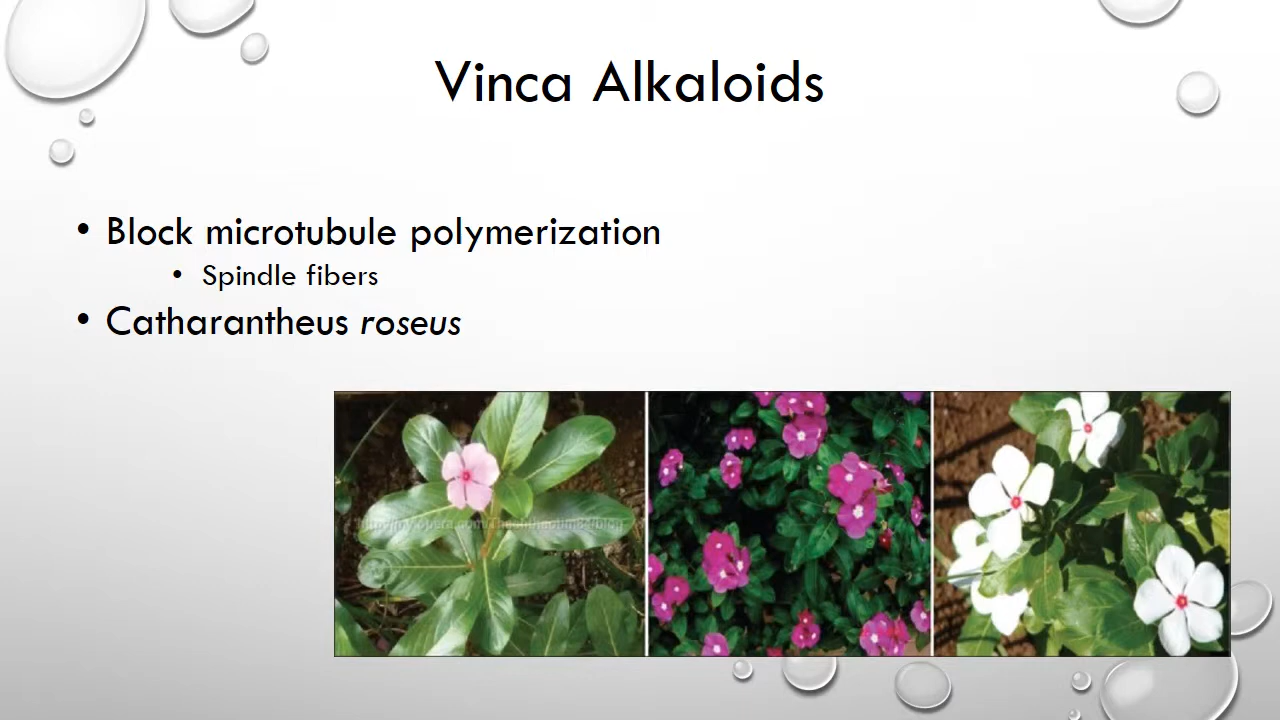 Vinca Alkaloids
• Block microtubule polymerization
• Spindle fibers
• Catharantheus roseus